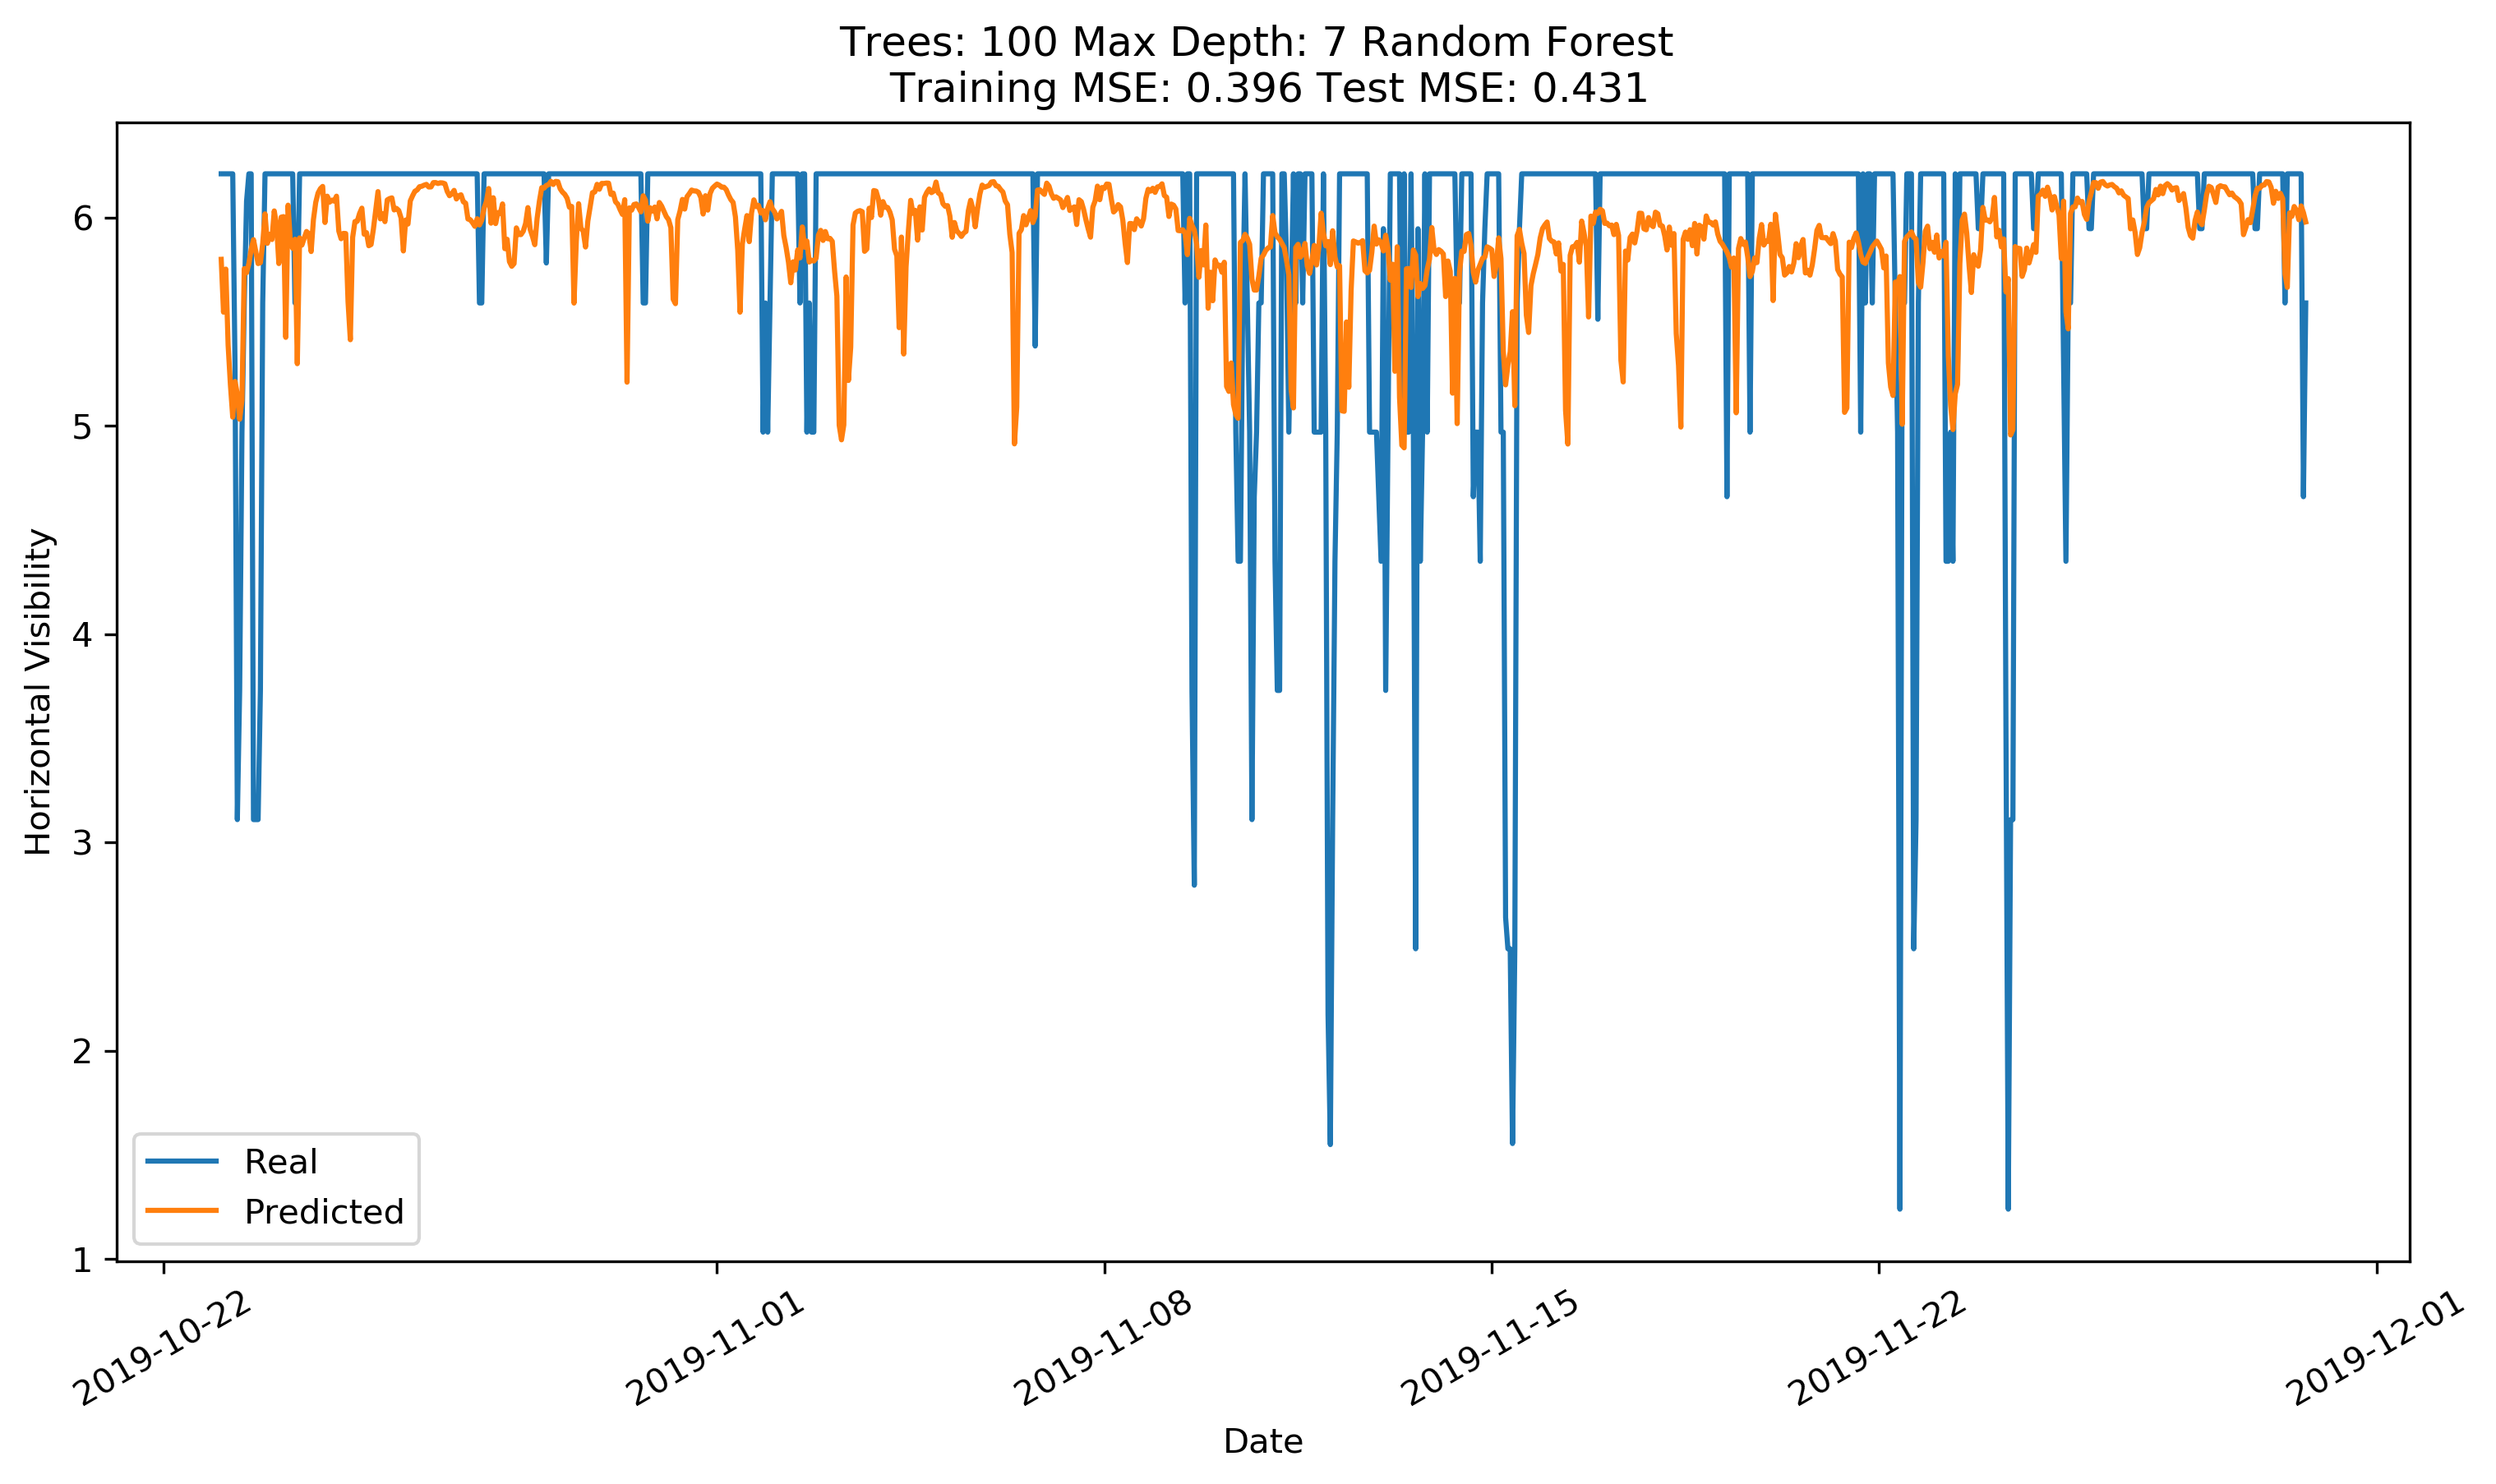 Trees: 100 Max Depth: 7 Random Forest
Training MSE: 0.396 Test MSE: 0.431
Horizontal Visibility
6
5
4
3
2
1
Real
Predicted
2019-10-22
2019-11-01
2019-11-08
2019-11-15
2019-11-22
2019-12-01
Date